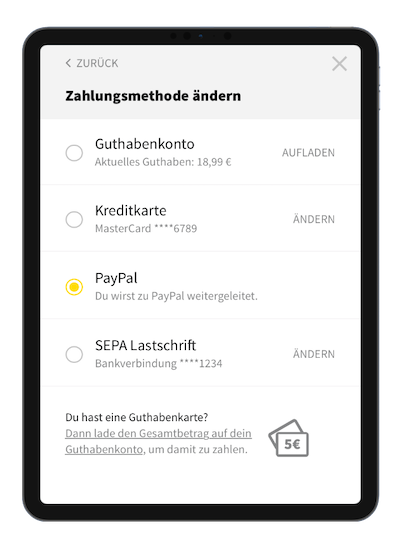 < ZURÜCK
Zahlungsmethode ändern
Guthabenkonto
Aktuelles Guthaben: 18,99 €
AUFLADEN
Kreditkarte
MasterCard ****6789
ÄNDERN
PayPal
Du wirst zu PayPal weitergeleitet.
SEPA Lastschrift
Bankverbindung ****1234
ÄNDERN
Du hast eine Guthabenkarte?
Dann lade den Gesamtbetrag auf dein
Guthabenkonto, um damit zu zahlen.
5€